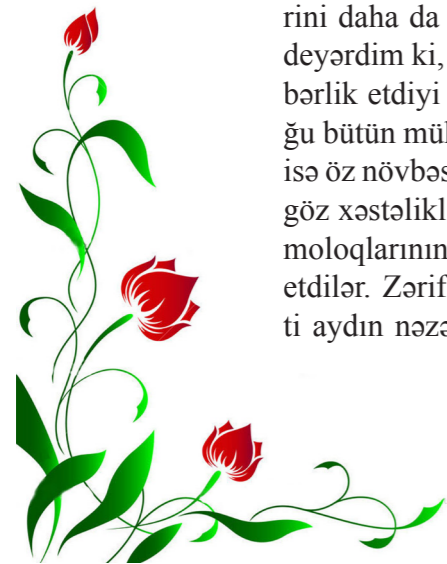 rini daha da
deyərdim ki,
bərlik etdiyi
ğu bütün mül
isə öz növbəs
göz xəstəlikl
moloqlarının
etdilər. Zərif
ti aydın nəzə